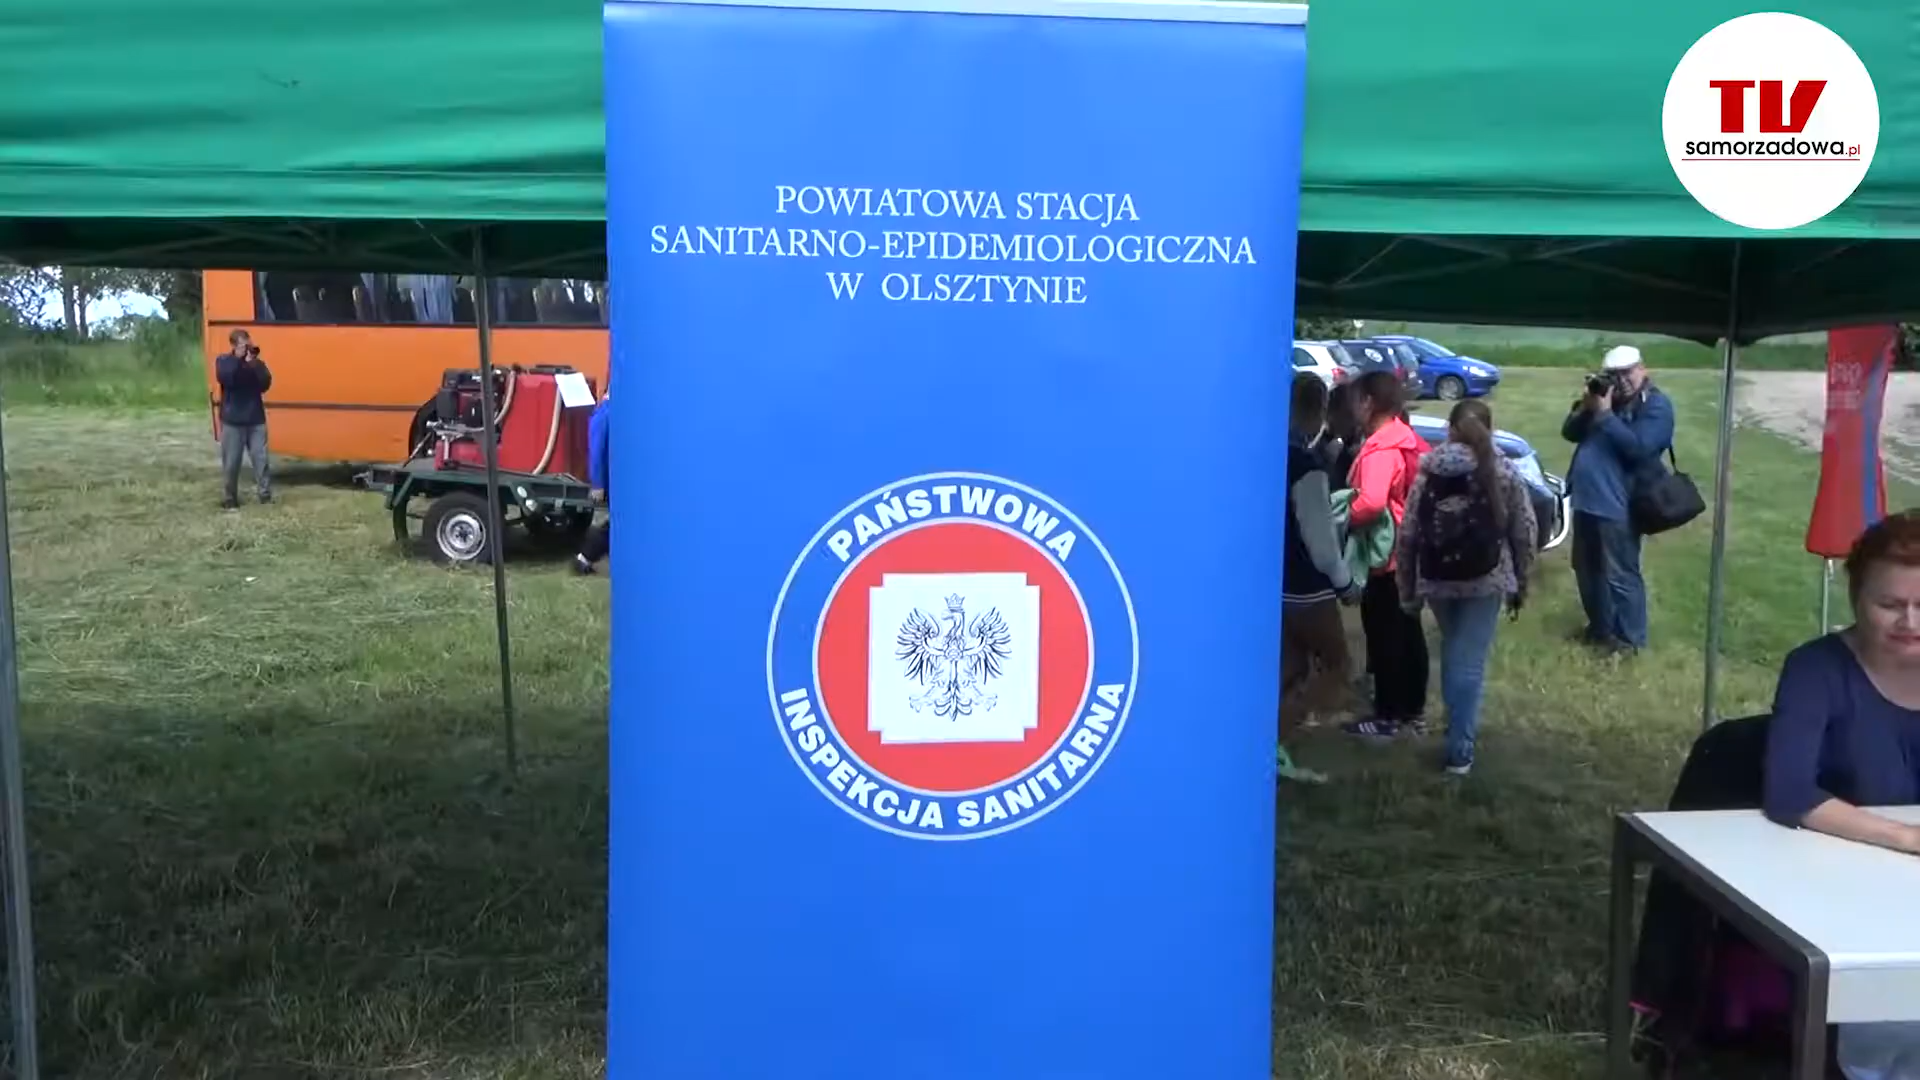 TV
samorzadowa.pl
POWIATOWA STACJA
SANITARNO-EPIDEMIOLOGICZNA
W OLSZTYNIE
PAŃSTWOWA
INSPEKCJA SANITARNA